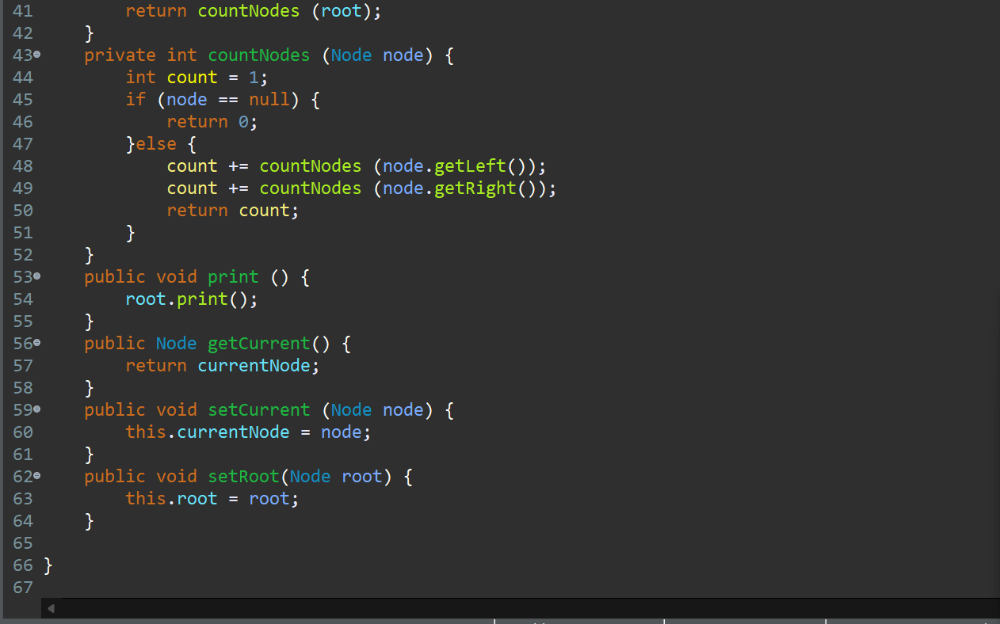 41         return countNodes (root);
42     }
43     private int countNodes (Node node) {
44         int count = 1;
45         if (node == null) {
46             return 0;
47         }else {
48             count += countNodes (node.getLeft());
49             count += countNodes (node.getRight());
50             return count;
51         }
52     }
53     public void print () {
54         root.print();
55     }
56     public Node getCurrent() {
57         return currentNode;
58     }
59     public void setCurrent (Node node) {
60         this.currentNode = node;
61     }
62     public void setRoot(Node root) {
63         this.root = root;
64     }
65
66 }
67